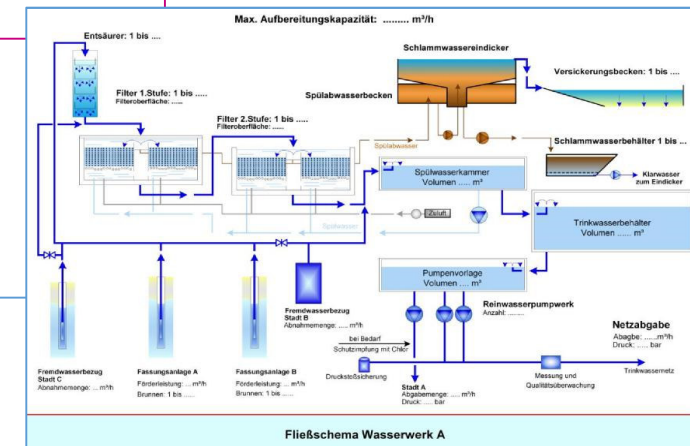 Max. Aufbereitungskapazität: ......... m³/h
Entsäurer: 1 bis ....
Schlammwassereindicker
Versickerungsbecken: 1 bis ....
Filter 1.Stufe: 1 bis .....
Filteroberfläche: .....
Spülabwasserbecken
Filter 2.Stufe: 1 bis .....
Filteroberfläche: .....
Schlammwasserbehälter 1 bis ...
Spülabwasser
Klarwasser
zum Eindicker
Spülwasserkammer
Volumen ..... m³
Zuluft
Spülwasser
Trinkwasserbehälter
Volumen ...... m³
Pumpenvorlage
Volumen .... m³
Fremdwasserbezug
Stadt B
Abnahmemenge: ..... m³/h
Reinwasserpumpwerk
Anzahl: ........
Netzabgabe
Abagbe: ......m³/h
Druck: ..... bar
bei Bedarf
Schutzimpfung mit Chlor
Fremdwasserbezug
Stadt C
Abnahmemenge: ... m³/h
Fassungsanlage A
Förderleistung: ... m³/h
Brunnen: 1 bis .....
Fassungsanlage B
Förderleistung: ... m³/h
Brunnen: 1 bis .....
Druckstoßsicherung
Stadt A
Abgabemenge: .... m³/h
Druck: ..... bar
Messung und
Qualitätsüberwachung
Trinkwassernetz
Fließschema Wasserwerk A